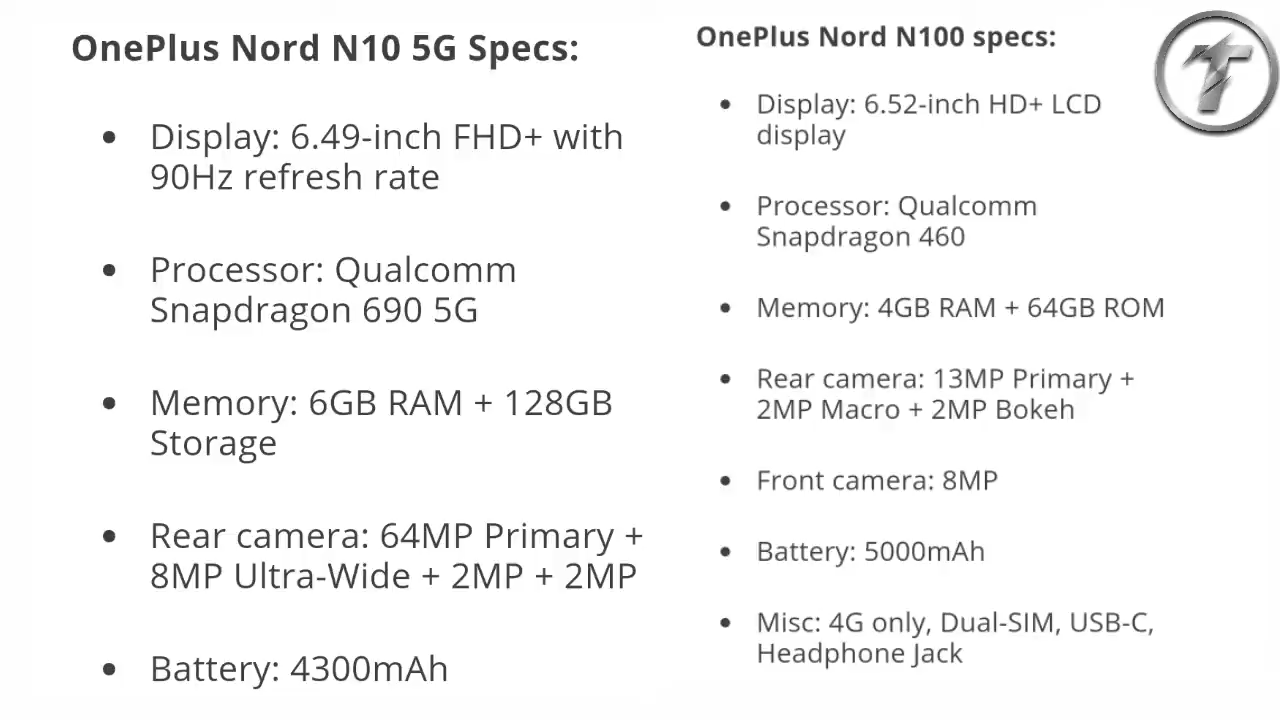 OnePlus Nord N10 5G Specs:
• Display: 6.49-inch FHD+ with
90Hz refresh rate
• Processor: Qualcomm
Snapdragon 690 5G
• Memory: 6GB RAM + 128GB
Storage
• Rear camera: 64MP Primary +
8MP Ultra-Wide + 2MP + 2MP
• Battery: 4300mAh
OnePlus Nord N100 specs:
• Display: 6.52-inch HD+ LCD
display
• Processor: Qualcomm
Snapdragon 460
• Memory: 4GB RAM + 64GB ROM
• Rear camera: 13MP Primary +
2MP Macro + 2MP Bokeh
• Front camera: 8MP
• Battery: 5000mAh
• Misc: 4G only, Dual-SIM, USB-C,
Headphone Jack
T